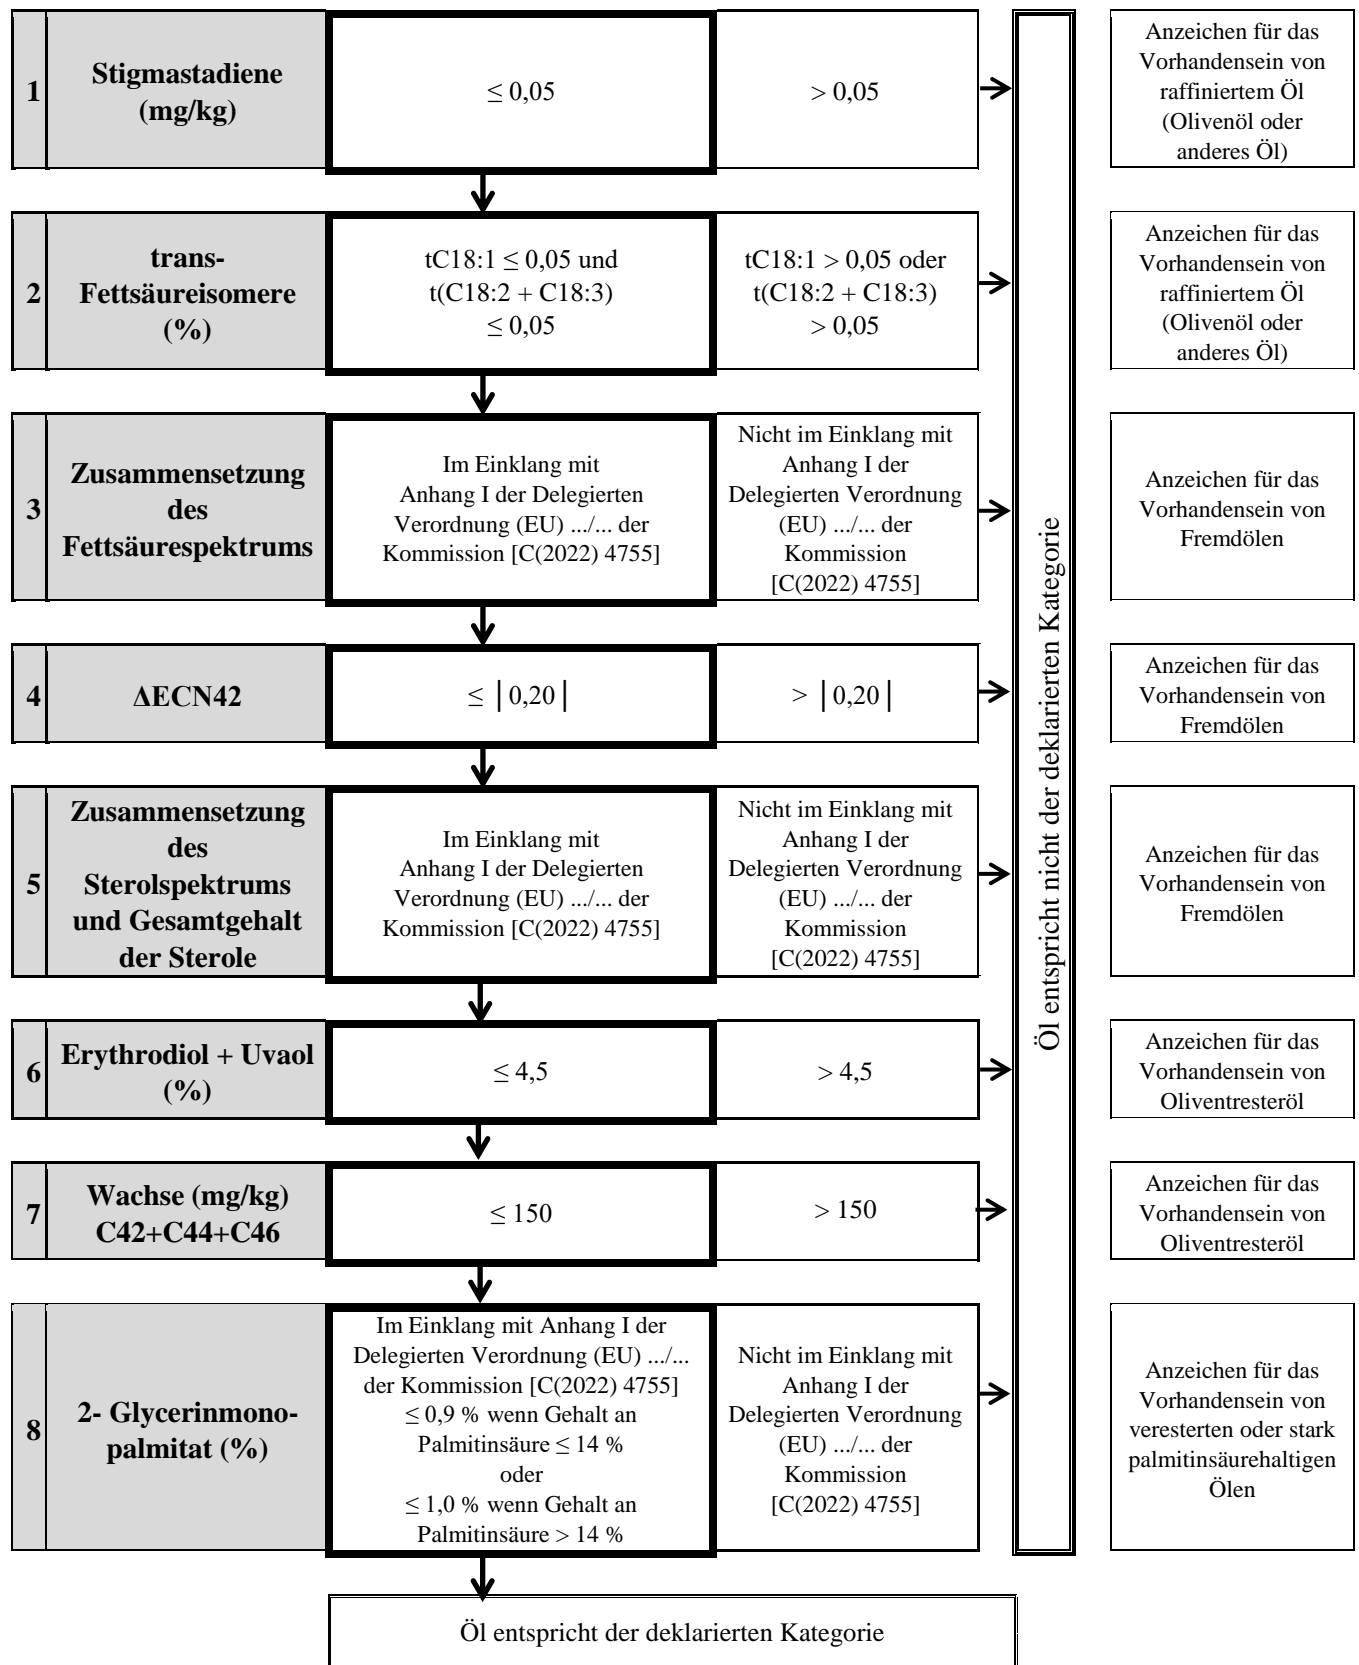 1
Stigmastadiene
(mg/kg)
≤ 0,05
> 0,05
Anzeichen für das
Vorhandensein von
raffiniertem Öl
(Olivenöl oder
anderes Öl)
2
trans-
Fettsäureisomere
(%)
tC18:1 ≤ 0,05 und
t(C18:2 + C18:3)
≤ 0,05
tC18:1 > 0,05 oder
t(C18:2 + C18:3)
> 0,05
Anzeichen für das
Vorhandensein von
raffiniertem Öl
(Olivenöl oder
anderes Öl)
3
Zusammensetzung
des
Fettsäurespektrums
Im Einklang mit
Anhang I der Delegierten
Verordnung (EU) .../... der
Kommission [C(2022) 4755]
Nicht im Einklang mit
Anhang I der
Delegierten Verordnung
(EU) .../... der
Kommission
[C(2022) 4755]
Anzeichen für das
Vorhandensein von
Fremdölen
4
ΔECN42
≤ |0,20|
> |0,20|
Anzeichen für das
Vorhandensein von
Fremdölen
5
Zusammensetzung
des
Sterolspektrums
und Gesamtgehalt
der Sterole
Im Einklang mit
Anhang I der Delegierten
Verordnung (EU) .../... der
Kommission [C(2022) 4755]
Nicht im Einklang mit
Anhang I der
Delegierten Verordnung
(EU) .../... der
Kommission
[C(2022) 4755]
Anzeichen für das
Vorhandensein von
Fremdölen
6
Erythrodiol + Uvaol
(%)
≤ 4,5
> 4,5
Anzeichen für das
Vorhandensein von
Oliventresteröl
7
Wachse (mg/kg)
C42+C44+C46
≤ 150
> 150
Anzeichen für das
Vorhandensein von
Oliventresteröl
8
2- Glycerinmono-
palmitat (%)
Im Einklang mit Anhang I der
Delegierten Verordnung (EU) .../...
der Kommission [C(2022) 4755]
≤ 0,9 % wenn Gehalt an
Palmitinsäure ≤ 14 %
oder
≤ 1,0 % wenn Gehalt an
Palmitinsäure > 14 %
Nicht im Einklang mit
Anhang I der
Delegierten Verordnung
(EU) .../... der
Kommission
[C(2022) 4755]
Anzeichen für das
Vorhandensein von
veresterten oder stark
palmitinsäurehaltigen
Ölen
Öl entspricht nicht der deklarierten Kategorie
Öl entspricht der deklarierten Kategorie